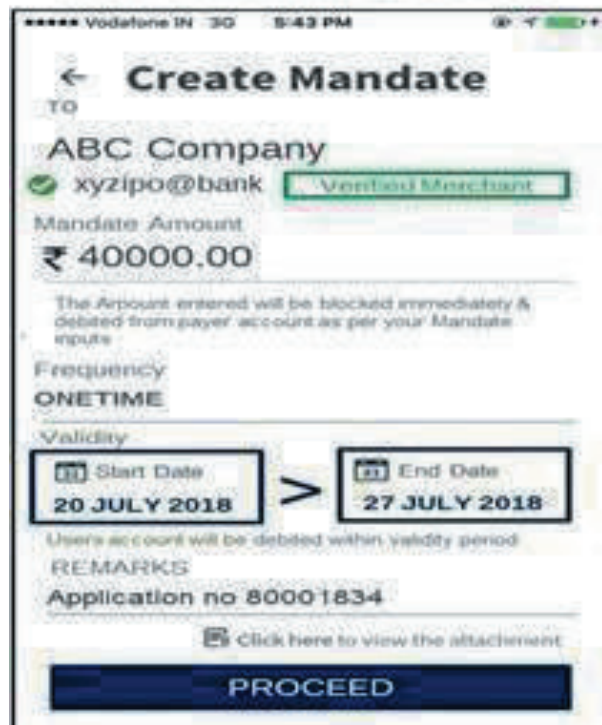 Vodafone IN 3G 5:43 PM
← Create Mandate
TO
ABC Company
xyzipo@bank Verified Merchant
Mandate Amount
₹ 40000.00
The Amount entered will be blocked immediately &
debited from payer account as per your Mandate
inputs
Frequency
ONETIME
Validity
Start Date > End Date
20 JULY 2018 27 JULY 2018
Users account will be debited within validity period
REMARKS
Application no 80001834
Click here to view the attachment
PROCEED